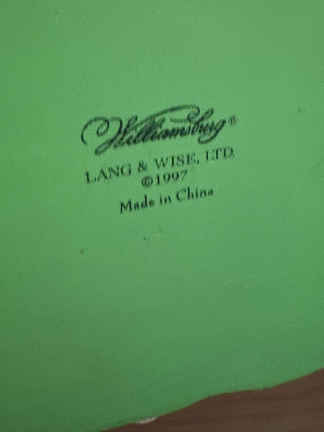 Williamsburg®
LANG & WISE, LTD.
©1997
Made in China